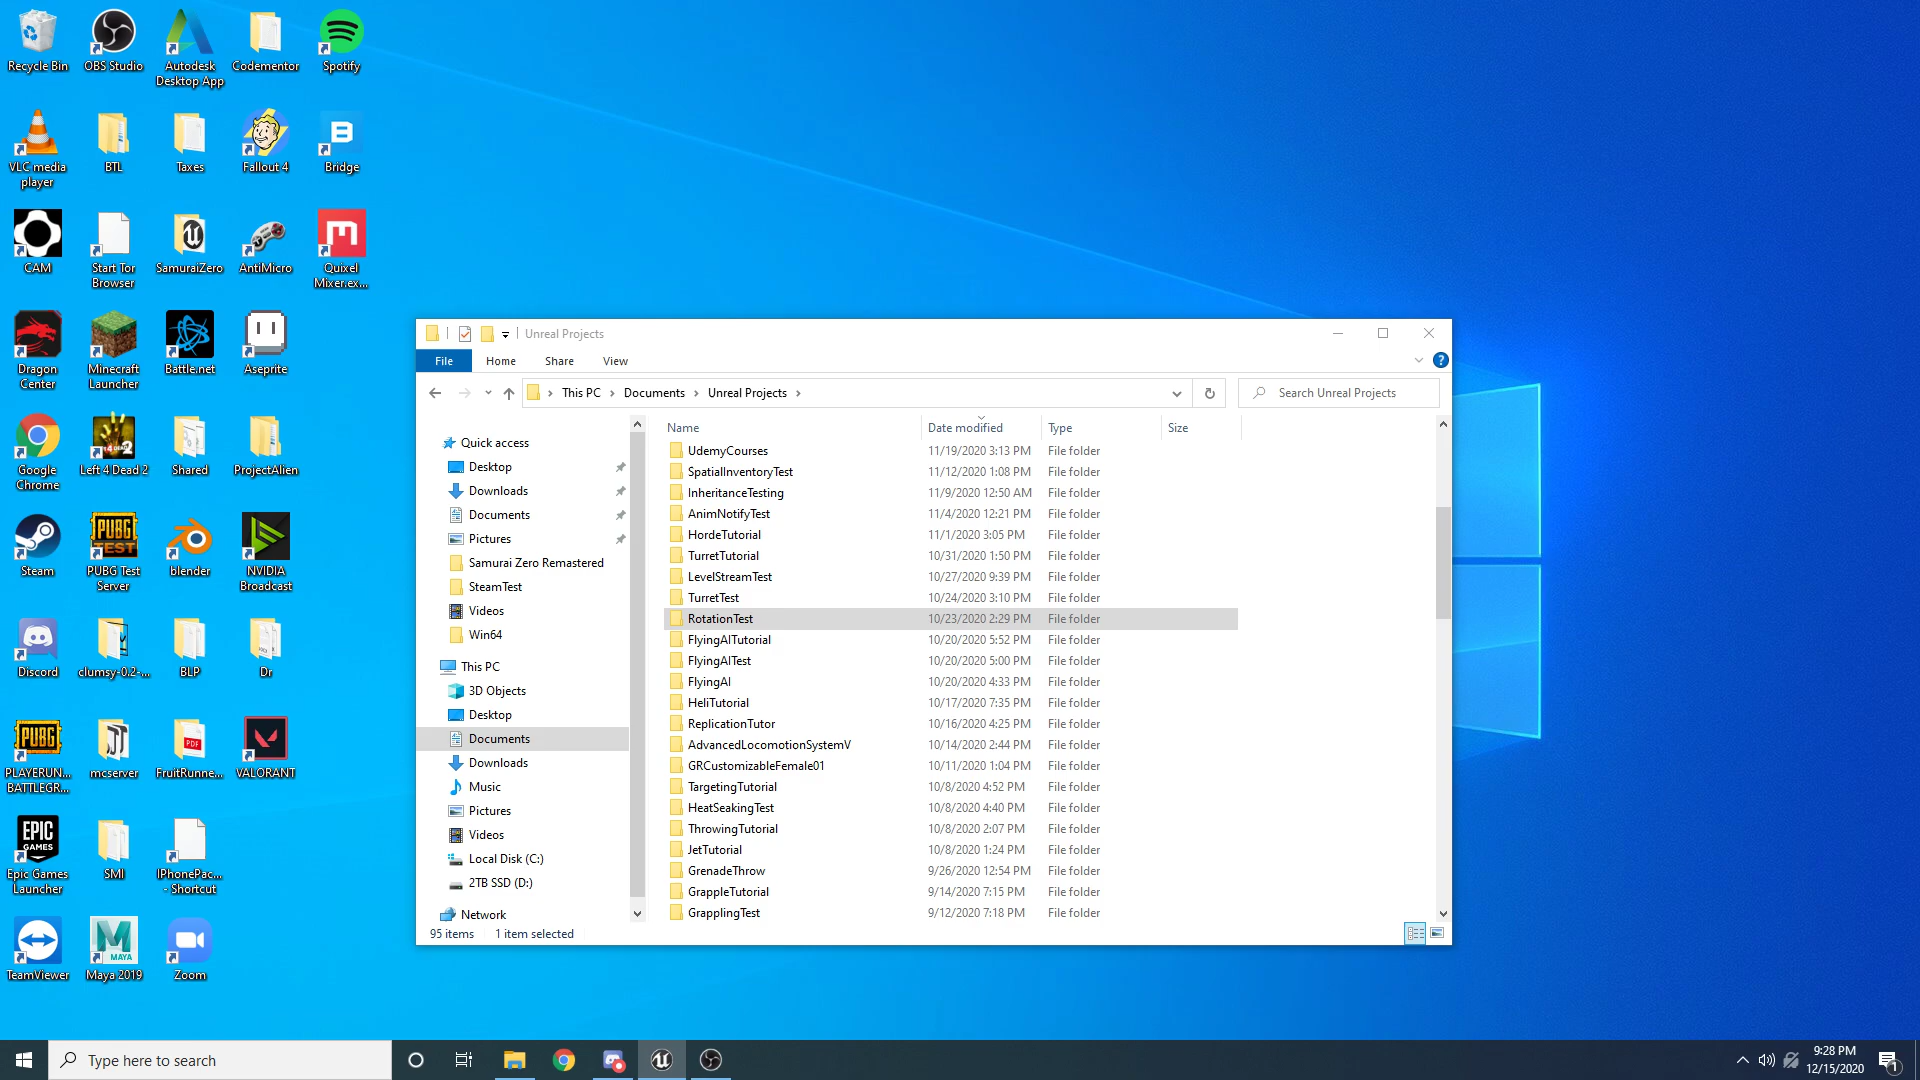 Recycle Bin
OBS Studio
Autodesk
Desktop App
Codementor
Spotify
VLC media
player
BTL
Taxes
Fallout 4
B
Bridge
CAM
Start Tor
Browser
SamuraiZero
AntiMicro
Quixel
Mixer.ex...
Dragon
Center
Minecraft
Launcher
Battle.net
Aseprite
Google
Chrome
Left 4 Dead 2
Shared
ProjectAlien
Steam
PUBG
TEST
PUBG Test
Server
blender
NVIDIA
Broadcast
Discord
clumsy-0.2-...
BLP
Dr
PUBG
PLAYERUN...
BATTLEGR...
mcserver
PDF
FruitRunne...
VALORANT
EPIC
GAMES
Epic Games
Launcher
SMI
IPhonePac...
- Shortcut
TeamViewer
MAYA
Maya 2019
Zoom
Unreal Projects
File
Home
Share
View
This PC
Documents
Unreal Projects
Search Unreal Projects
Quick access
Desktop
Downloads
Documents
Pictures
Samurai Zero Remastered
SteamTest
Videos
Win64
This PC
3D Objects
Desktop
Documents
Downloads
Music
Pictures
Videos
Local Disk (C:)
2TB SSD (D:)
Network
Name Date modified Type Size
UdemyCourses 11/19/2020 3:13 PM File folder
SpatialInventoryTest 11/12/2020 1:08 PM File folder
InheritanceTesting 11/9/2020 12:50 AM File folder
AnimNotifyTest 11/4/2020 12:21 PM File folder
HordeTutorial 11/1/2020 3:05 PM File folder
TurretTutorial 10/31/2020 1:50 PM File folder
LevelStreamTest 10/27/2020 9:39 PM File folder
TurretTest 10/24/2020 3:10 PM File folder
RotationTest 10/23/2020 2:29 PM File folder
FlyingAITutorial 10/20/2020 5:52 PM File folder
FlyingAITest 10/20/2020 5:00 PM File folder
FlyingAI 10/20/2020 4:33 PM File folder
HeliTutorial 10/17/2020 7:35 PM File folder
ReplicationTutor 10/16/2020 4:25 PM File folder
AdvancedLocomotionSystemV 10/14/2020 2:44 PM File folder
GRCustomizableFemale01 10/11/2020 1:04 PM File folder
TargetingTutorial 10/8/2020 4:52 PM File folder
HeatSeakingTest 10/8/2020 4:40 PM File folder
ThrowingTutorial 10/8/2020 2:07 PM File folder
JetTutorial 10/8/2020 1:24 PM File folder
GrenadeThrow 9/26/2020 12:54 PM File folder
GrappleTutorial 9/14/2020 7:15 PM File folder
GrapplingTest 9/12/2020 7:18 PM File folder
95 items 1 item selected
Type here to search
9:28 PM
12/15/2020
1